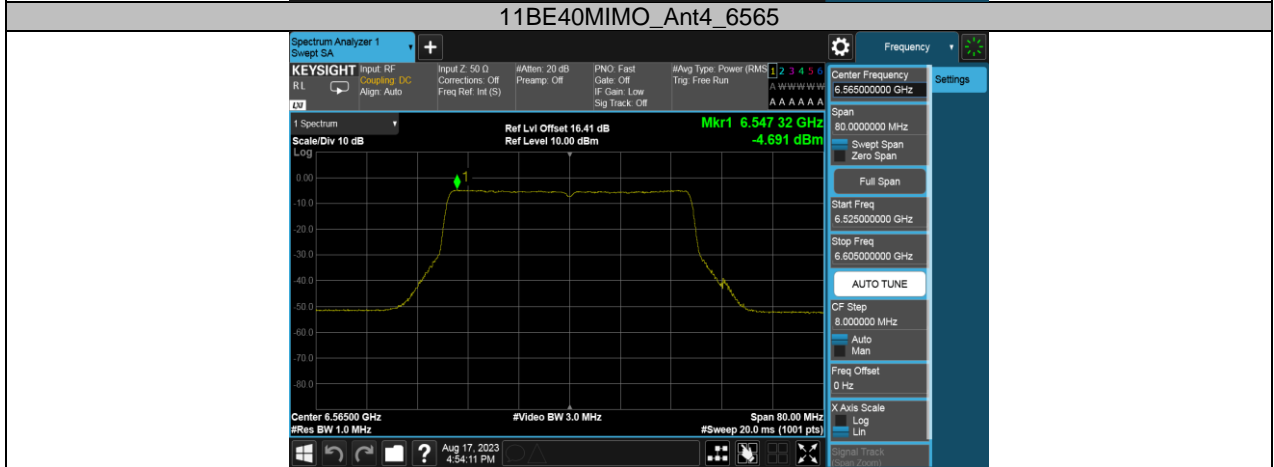 11BE40MIMO_Ant4_6565
Spectrum Analyzer 1
Swept SA
Frequency
KEYSIGHT
RL
LXI
Input: RF
Coupling: DC
Align: Auto
Input Z: 50 Ω
Corrections: Off
Freq Ref: Int (S)
#Atten: 20 dB
Preamp: Off
PNO: Fast
Gate: Off
IF Gain: Low
Sig Track: Off
#Avg Type: Power (RMS
Trig: Free Run
1 2 3 4 5 6
A W W W W W
A A A A A A
Center Frequency
6.565000000 GHz
Settings
Span
80.0000000 MHz
Swept Span
Zero Span
Full Span
Start Freq
6.525000000 GHz
Stop Freq
6.605000000 GHz
AUTO TUNE
CF Step
8.000000 MHz
Auto
Man
Freq Offset
0 Hz
X Axis Scale
Log
Lin
Signal Track
(Span Zoom)
1 Spectrum
Scale/Div 10 dB
Log
Ref Lvl Offset 16.41 dB
Ref Level 10.00 dBm
Mkr1 6.547 32 GHz
-4.691 dBm
1
0.00
-10.0
-20.0
-30.0
-40.0
-50.0
-60.0
-70.0
-80.0
Center 6.56500 GHz
#Res BW 1.0 MHz
#Video BW 3.0 MHz
Span 80.00 MHz
#Sweep 20.0 ms (1001 pts)
?
Aug 17, 2023
4:54:11 PM